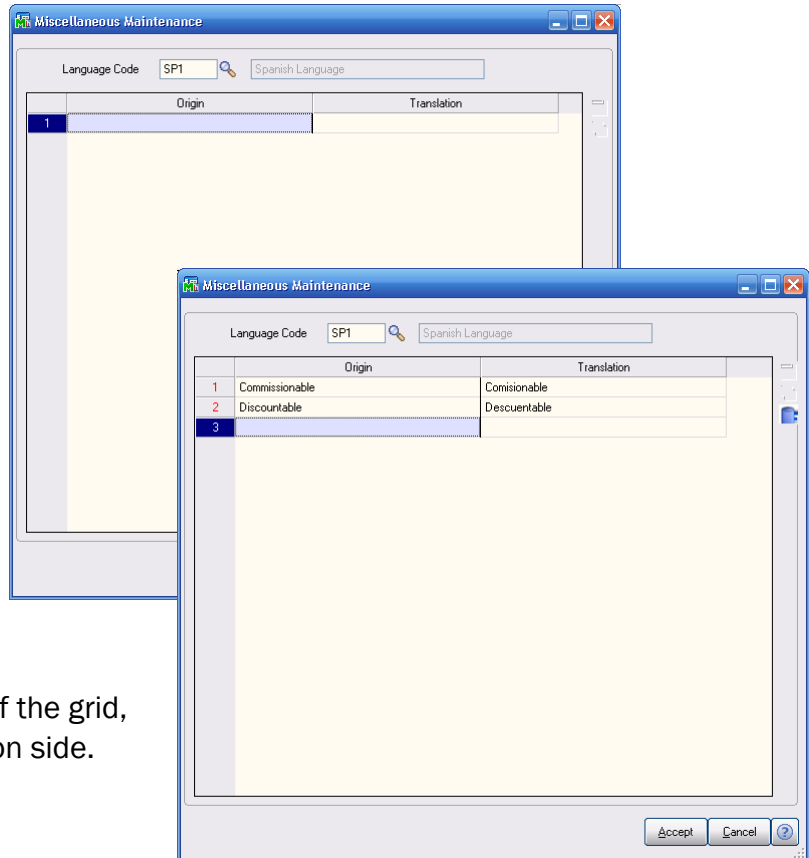 Miscellaneous Maintenance
Language Code SP1 Spanish Language
Origin Translation
1
Miscellaneous Maintenance
Language Code SP1 Spanish Language
Origin Translation
1 Commissionable Comisionable
2 Discountable Descuentable
3
f the grid,
on side.
Accept Cancel ?